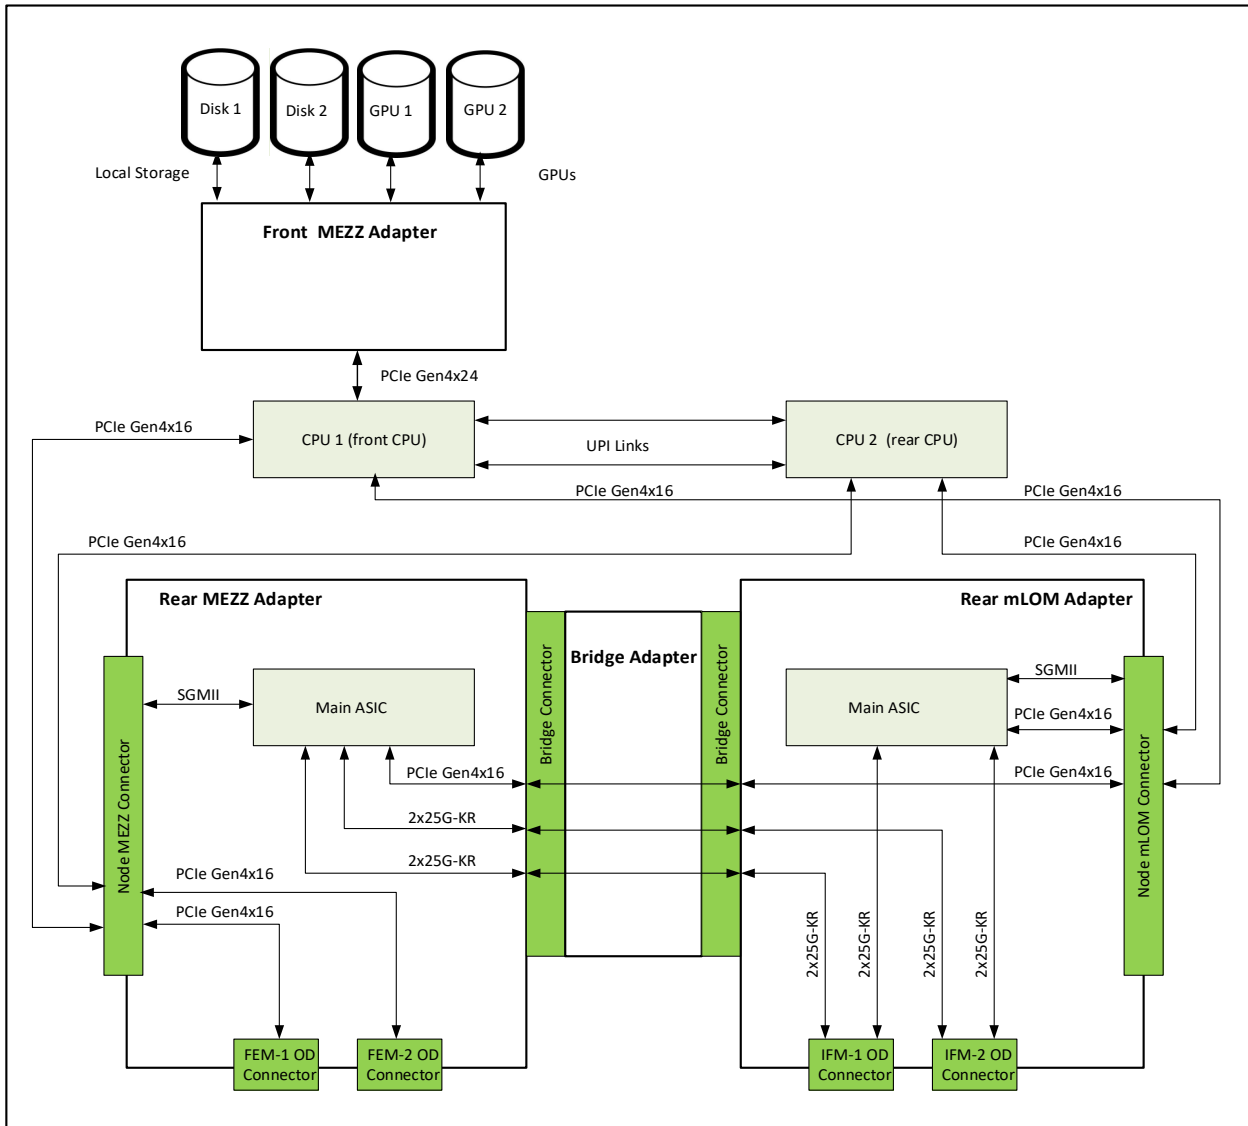 Disk 1
Disk 2
GPU 1
GPU 2
Local Storage
GPUs
Front MEZZ Adapter
PCIe Gen4x24
PCIe Gen4x16
CPU 1 (front CPU)
UPI Links
CPU 2 (rear CPU)
PCIe Gen4x16
PCIe Gen4x16
PCIe Gen4x16
PCIe Gen4x16
Rear MEZZ Adapter
Rear mLOM Adapter
Bridge Adapter
Bridge Connector
Bridge Connector
SGMII
Main ASIC
Main ASIC
SGMII
PCIe Gen4x16
Node MEZZ Connector
Node mLOM Connector
PCIe Gen4x16
PCIe Gen4x16
2x25G-KR
2x25G-KR
PCIe Gen4x16
PCIe Gen4x16
2x25G-KR
2x25G-KR
2x25G-KR
2x25G-KR
FEM-1 OD
Connector
FEM-2 OD
Connector
IFM-1 OD
Connector
IFM-2 OD
Connector